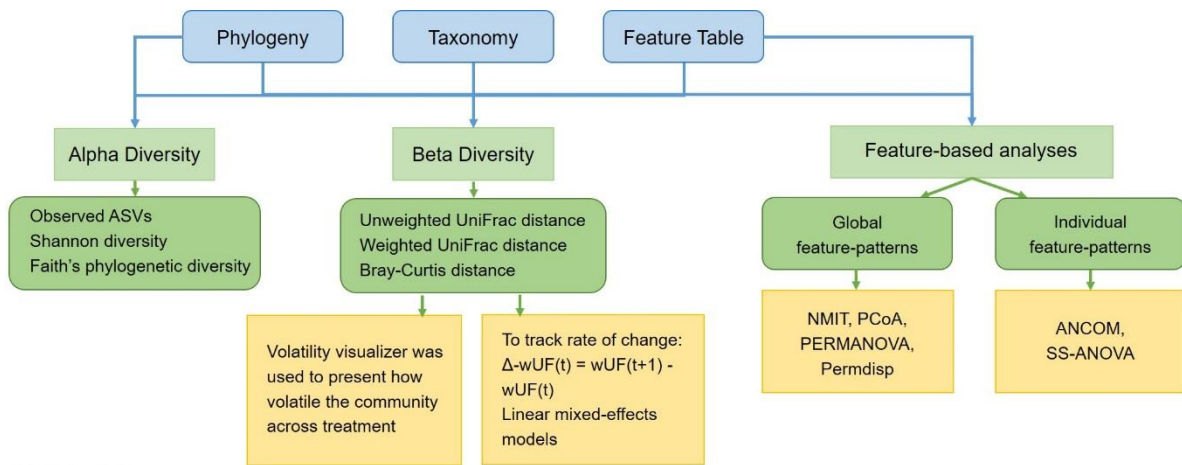 Phylogeny
Taxonomy
Feature Table
Alpha Diversity
Beta Diversity
Feature-based analyses
Observed ASVs
Shannon diversity
Faith's phylogenetic diversity
Unweighted UniFrac distance
Weighted UniFrac distance
Bray-Curtis distance
Global
feature-patterns
Individual
feature-patterns
Volatility visualizer was
used to present how
volatile the community
across treatment
To track rate of change:
Δ-wUF(t) = wUF(t+1) -
wUF(t)
Linear mixed-effects
models
NMIT, PCoA,
PERMANOVA,
Permdisp
ANCOM,
SS-ANOVA